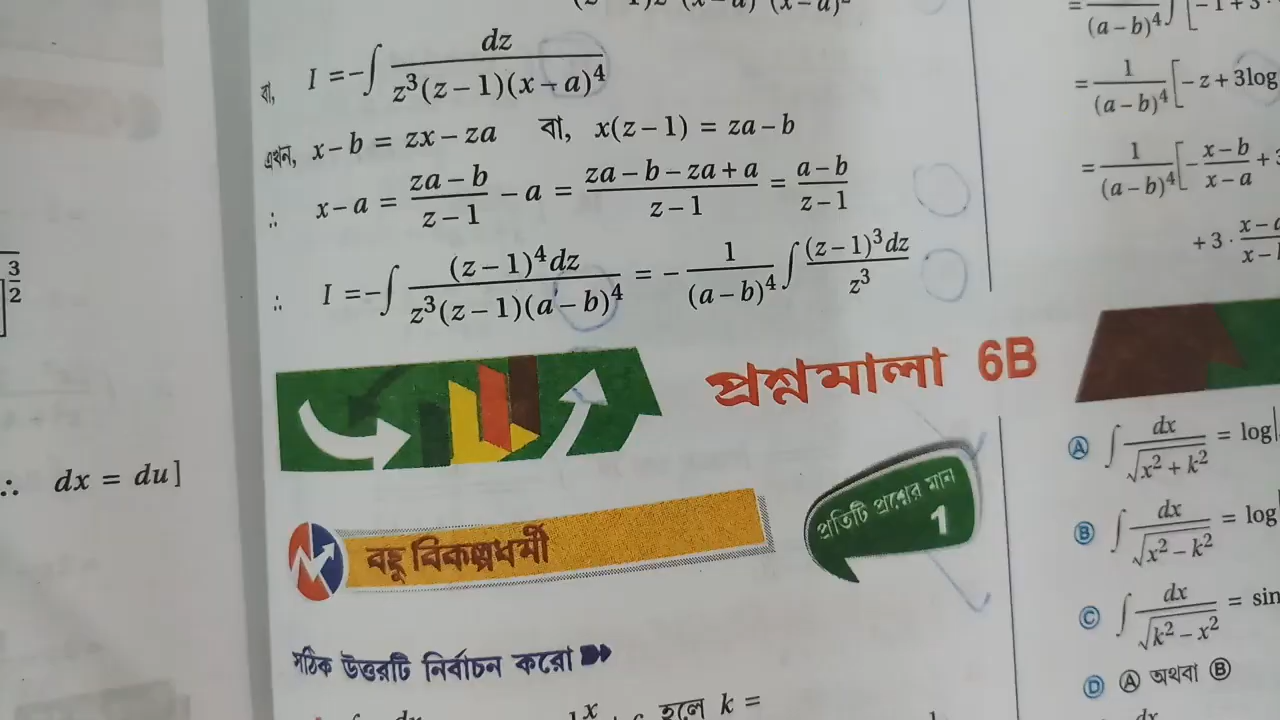 বা, I = -∫ dz / z³(z-1)(x-a)⁴
এখন, x-b = zx-za বা, x(z-1) = za-b
∴ x-a = (za-b)/(z-1) - a = (za-b-za+a)/(z-1) = (a-b)/(z-1)
∴ I = -∫ (z-1)⁴dz / z³(z-1)(a-b)⁴ = -1/(a-b)⁴ ∫ (z-1)³dz / z³
প্রশ্নমালা 6B
প্রতিটি প্রশ্নের মান
1
বহু বিকল্পধর্মী
সঠিক উত্তরটি নির্বাচন করো
হলে k =
]^(3/2)
∴ dx = du]
= 1/(a-b)⁴ [-z+3log
= 1/(a-b)⁴ [-(x-b)/(x-a) +
+3·
Ⓐ ∫ dx/√(x²+k²) = log|
Ⓑ ∫ dx/√(x²-k²) = log
Ⓒ ∫ dx/√(k²-x²) = sin
Ⓓ Ⓐ অথবা Ⓑ